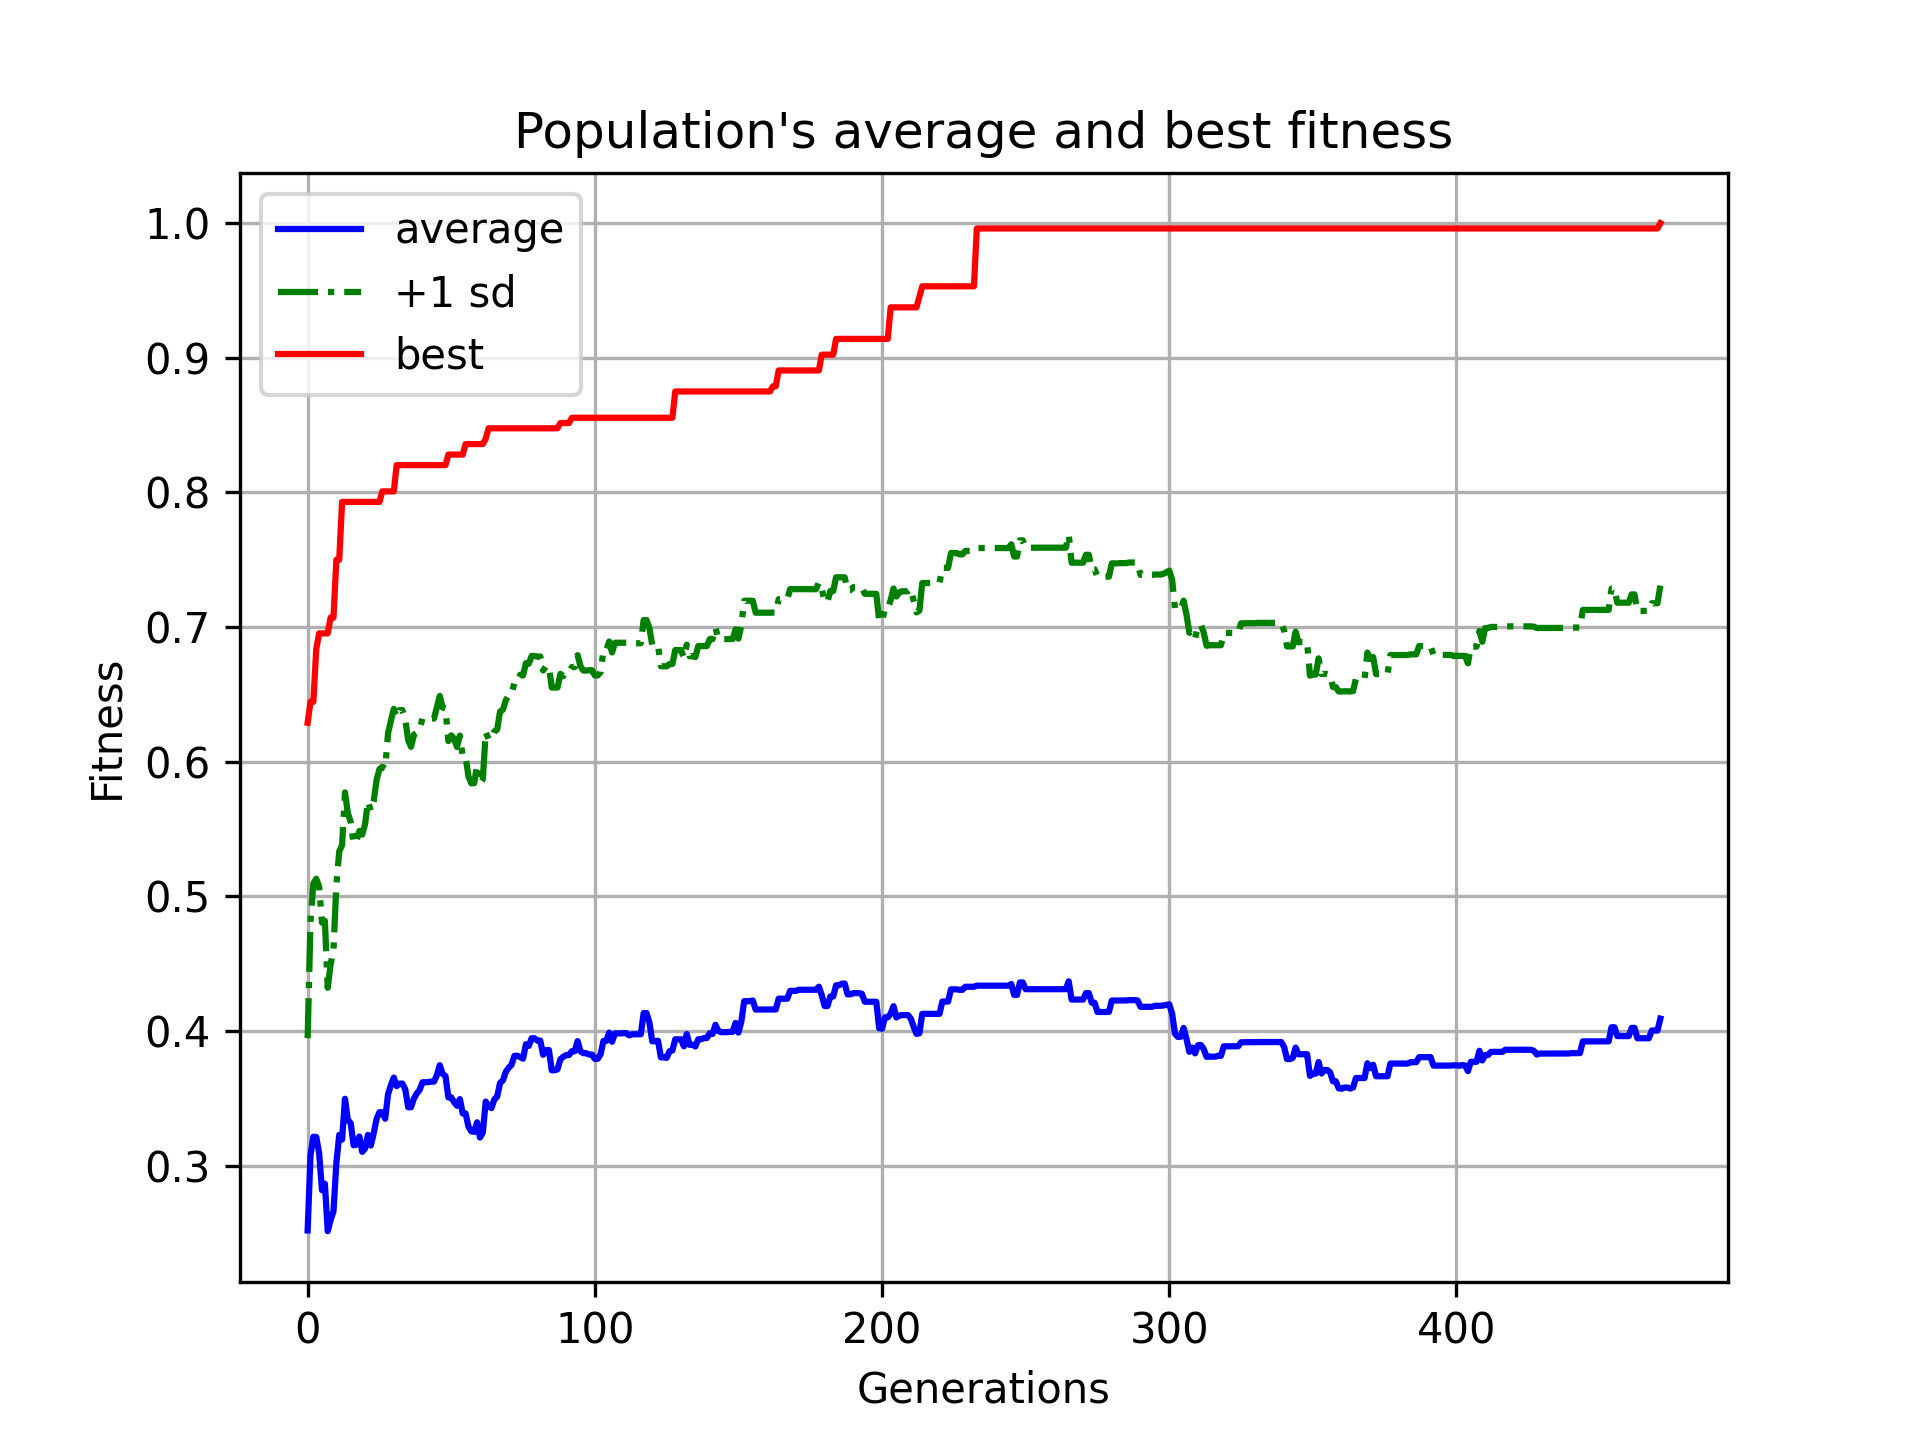 Population's average and best fitness
average
+1 sd
best
1.0
0.9
0.8
0.7
0.6
0.5
0.4
0.3
Fitness
0 100 200 300 400
Generations